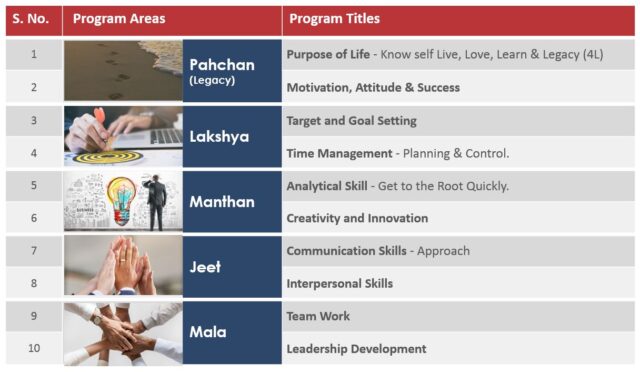 S. No. Program Areas Program Titles
1 Pahchan (Legacy) Purpose of Life - Know self Live, Love, Learn & Legacy (4L)
2 Motivation, Attitude & Success
3 Lakshya Target and Goal Setting
4 Time Management - Planning & Control.
5 Manthan Analytical Skill - Get to the Root Quickly.
6 Creativity and Innovation
7 Jeet Communication Skills - Approach
8 Interpersonal Skills
9 Mala Team Work
10 Leadership Development